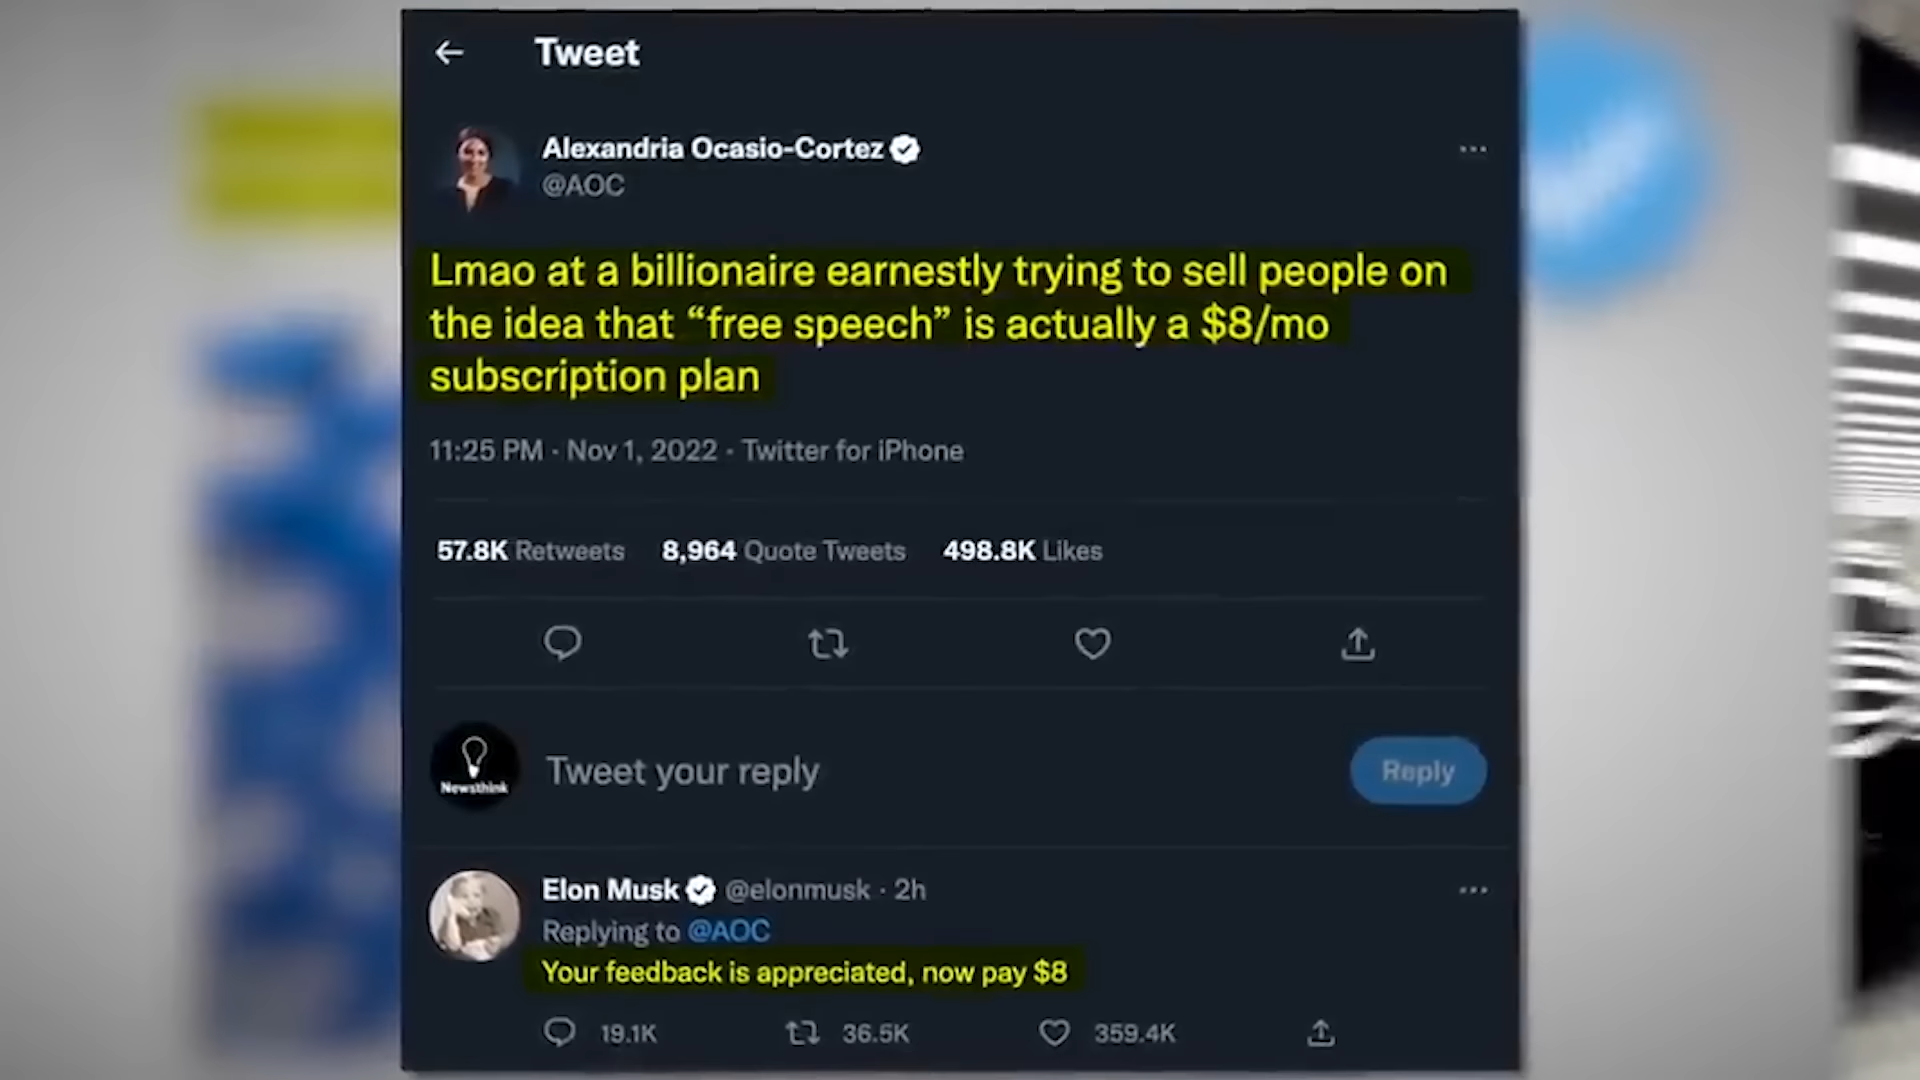 Tweet
Alexandria Ocasio-Cortez
@AOC
Lmao at a billionaire earnestly trying to sell people on
the idea that “free speech” is actually a $8/mo
subscription plan
11:25 PM · Nov 1, 2022 · Twitter for iPhone
57.8K Retweets 8,964 Quote Tweets 498.8K Likes
Newsthink
Tweet your reply
Reply
Elon Musk @elonmusk · 2h
Replying to @AOC
Your feedback is appreciated, now pay $8
19.1K 36.5K 359.4K